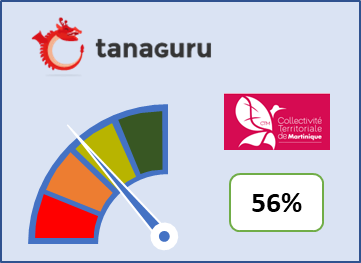 tanaguru
CTM
Collectivité
Territoriale
de Martinique
56%